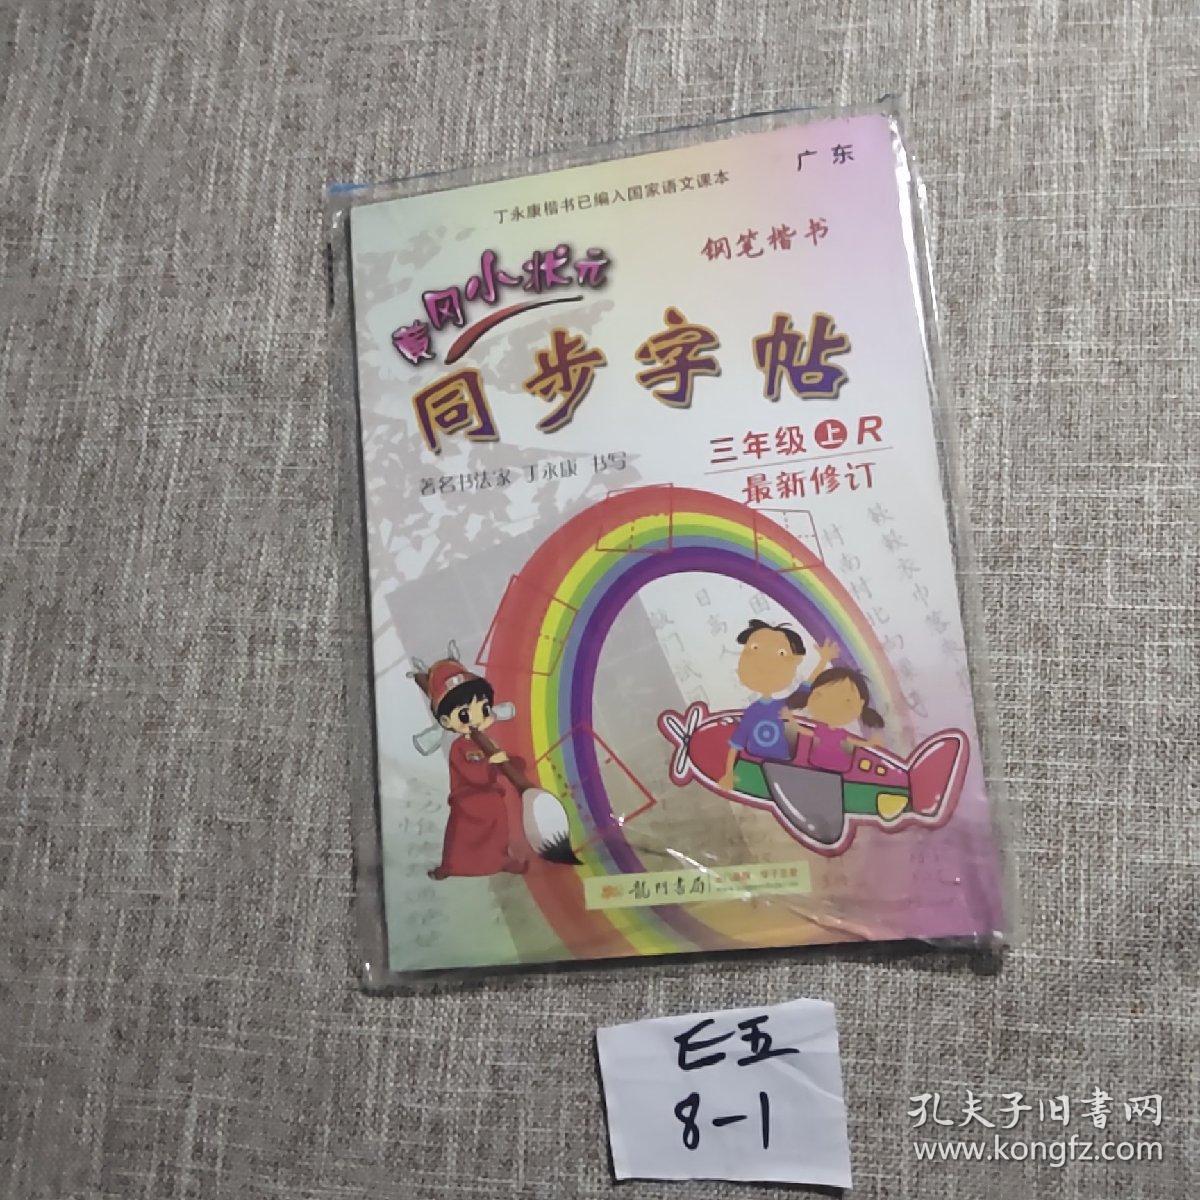 广东
丁永康楷书已编入国家语文课本
钢笔楷书
黄冈小状元
同步字帖
三年级上R
最新修订
著名书法家 丁永康 书写
龍門書局
E五
8-1
孔夫子旧书网
www.kongfz.com